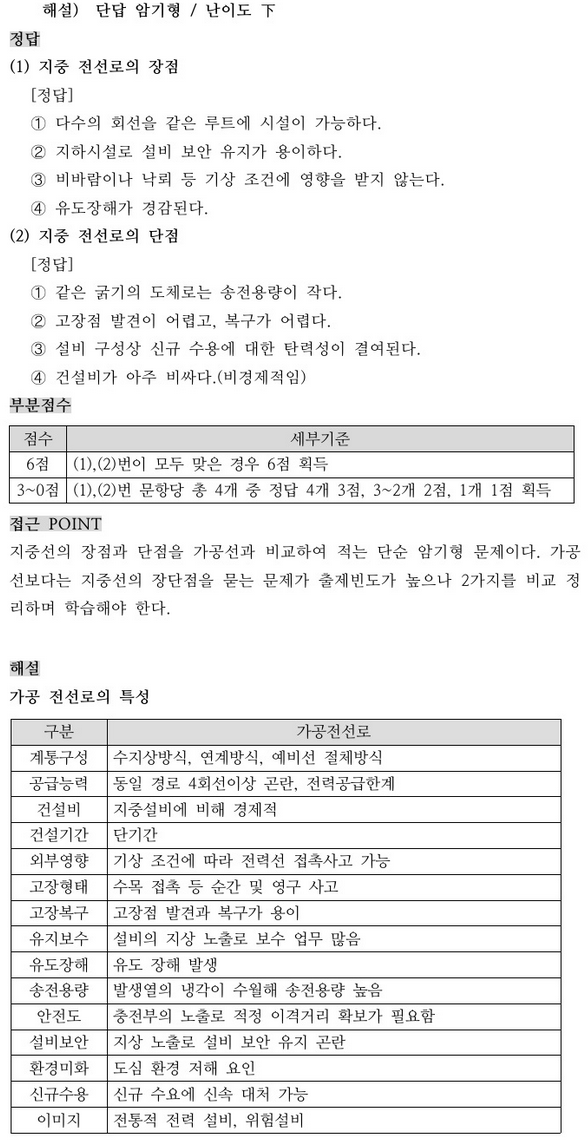 해설) 단답 암기형 / 난이도 下
정답
(1) 지중 전선로의 장점
[정답]
① 다수의 회선을 같은 루트에 시설이 가능하다.
② 지하시설로 설비 보안 유지가 용이하다.
③ 비바람이나 낙뢰 등 기상 조건에 영향을 받지 않는다.
④ 유도장해가 경감된다.
(2) 지중 전선로의 단점
[정답]
① 같은 굵기의 도체로는 송전용량이 작다.
② 고장점 발견이 어렵고, 복구가 어렵다.
③ 설비 구성상 신규 수용에 대한 탄력성이 결여된다.
④ 건설비가 아주 비싸다.(비경제적임)
부분점수
점수 세부기준
6점 (1),(2)번이 모두 맞은 경우 6점 획득
3~0점 (1),(2)번 문항당 총 4개 중 정답 4개 3점, 3~2개 2점, 1개 1점 획득
접근 POINT
지중선의 장점과 단점을 가공선과 비교하여 적는 단순 암기형 문제이다. 가공
선보다는 지중선의 장단점을 묻는 문제가 출제빈도가 높으나 2가지를 비교 정
리하며 학습해야 한다.
해설
가공 전선로의 특성
구분 가공전선로
계통구성 수지상방식, 연계방식, 예비선 절체방식
공급능력 동일 경로 4회선이상 곤란, 전력공급한계
건설비 지중설비에 비해 경제적
건설기간 단기간
외부영향 기상 조건에 따라 전력선 접촉사고 가능
고장형태 수목 접촉 등 순간 및 영구 사고
고장복구 고장점 발견과 복구가 용이
유지보수 설비의 지상 노출로 보수 업무 많음
유도장해 유도 장해 발생
송전용량 발생열의 냉각이 수월해 송전용량 높음
안전도 충전부의 노출로 적정 이격거리 확보가 필요함
설비보안 지상 노출로 설비 보안 유지 곤란
환경미화 도심 환경 저해 요인
신규수용 신규 수요에 신속 대처 가능
이미지 전통적 전력 설비, 위험설비